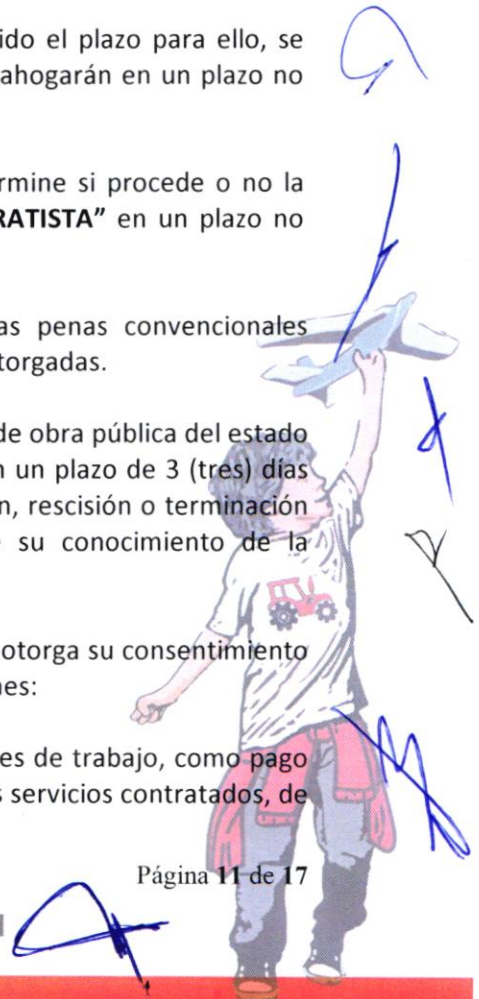 ido el plazo para ello, se
ahogarán en un plazo no
ermine si procede o no la
RATISTA” en un plazo no
as penas convencionales
torgadas.
de obra pública del estado
n un plazo de 3 (tres) días
n, rescisión o terminación
su conocimiento de la
otorga su consentimiento
nes:
es de trabajo, como pago
s servicios contratados, de
Página 11 de 17